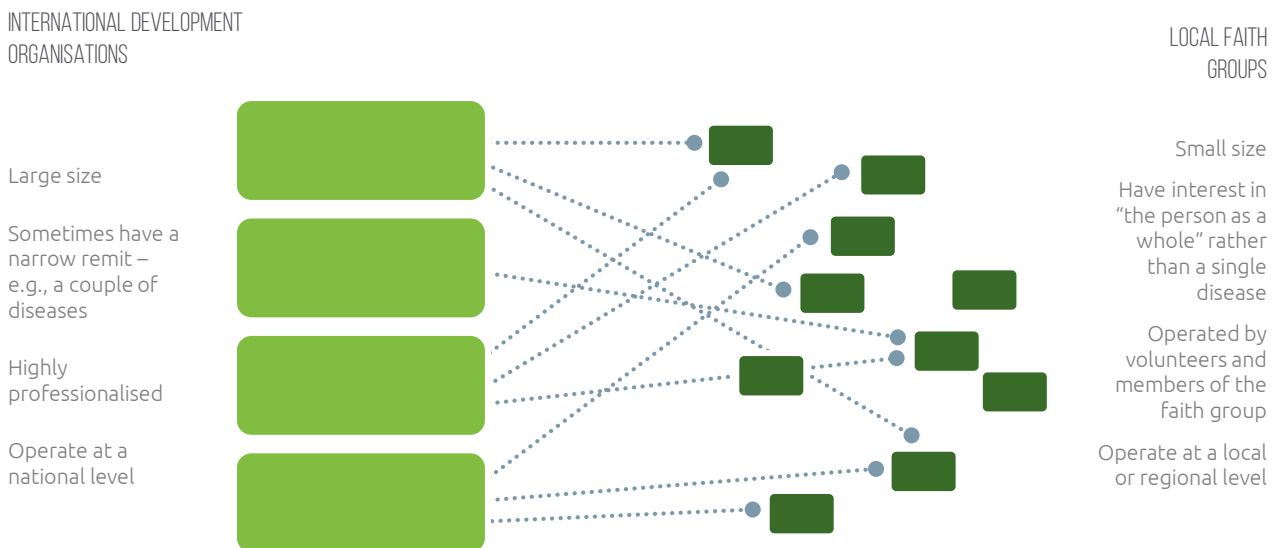 INTERNATIONAL DEVELOPMENT
ORGANISATIONS
Large size
Sometimes have a
narrow remit –
e.g., a couple of
diseases
Highly
professionalised
Operate at a
national level
LOCAL FAITH
GROUPS
Small size
Have interest in
“the person as a
whole” rather
than a single
disease
Operated by
volunteers and
members of the
faith group
Operate at a local
or regional level